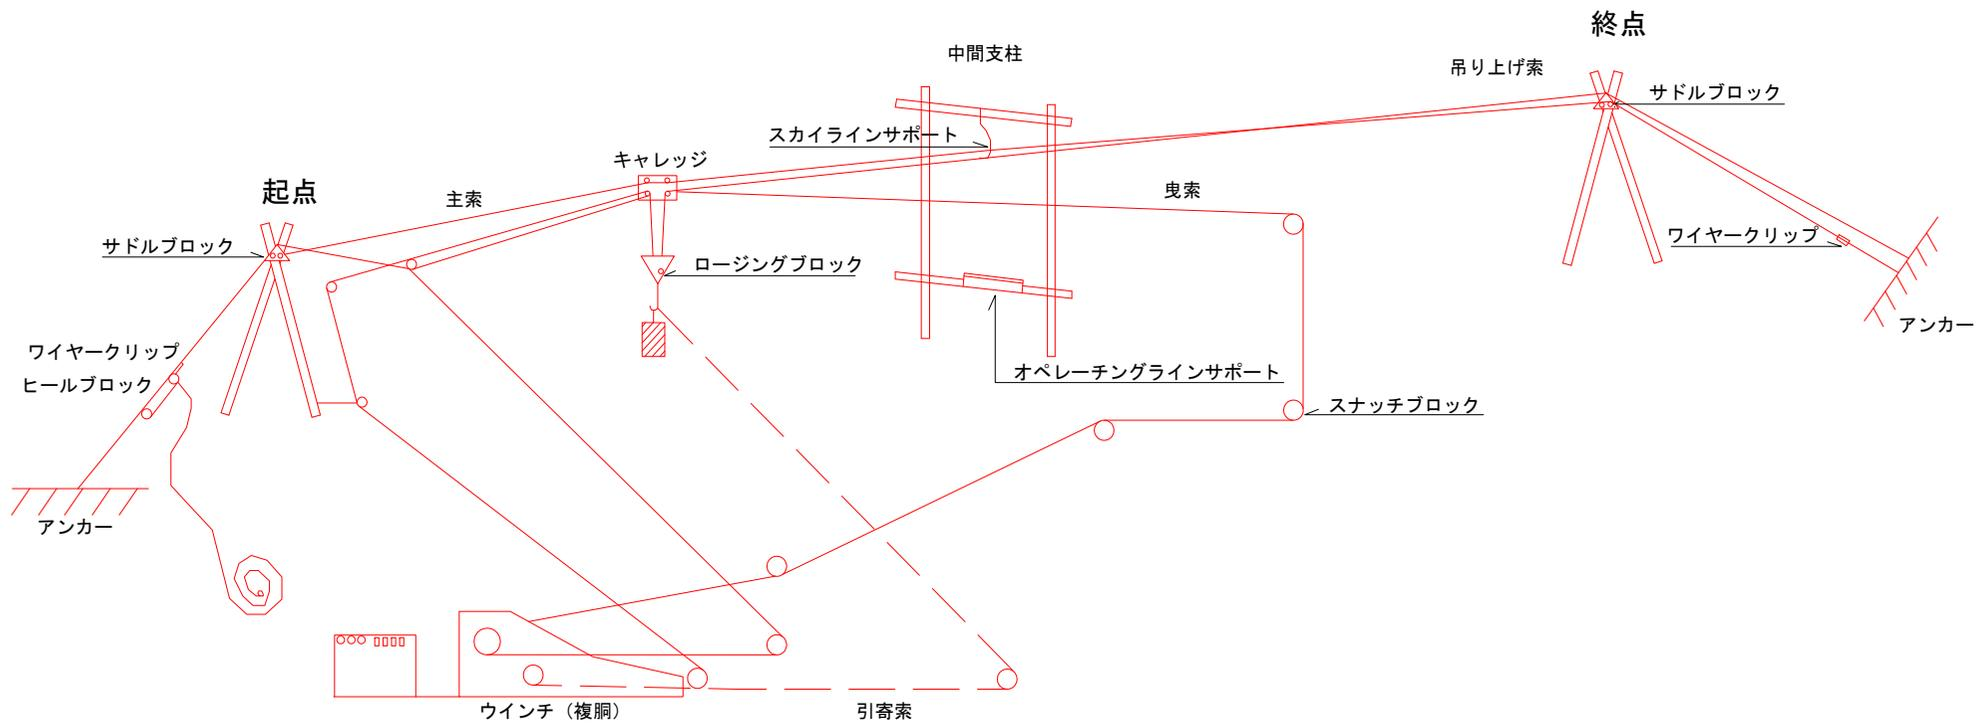 終点
中間支柱
吊り上げ索
サドルブロック
スカイラインサポート
キャレッジ
起点
主索
曳索
サドルブロック
ワイヤークリップ
ロージングブロック
アンカー
ワイヤークリップ
オペレーチングラインサポート
ヒールブロック
スナッチブロック
アンカー
ウインチ（複胴）
引寄索